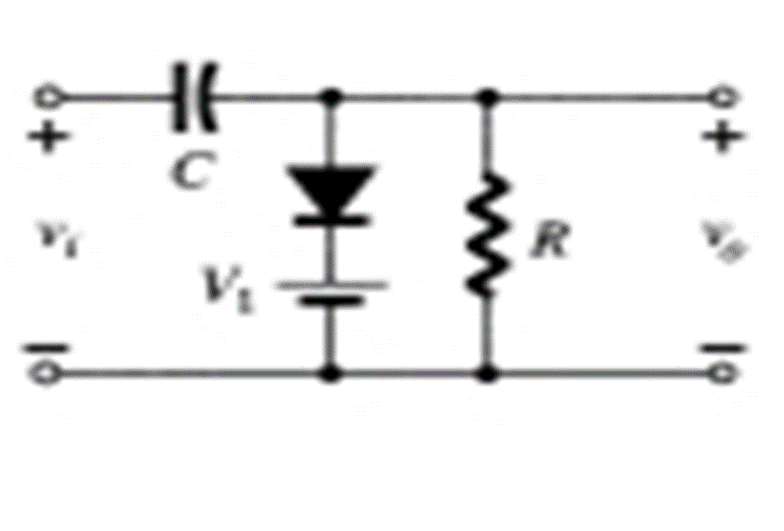 + C +
vi V1 R vo
− −